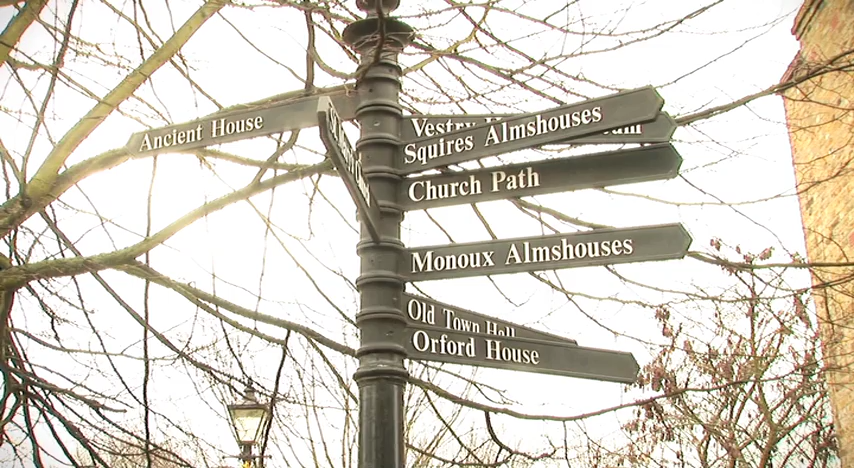 Ancient House
Vestry
Squires Almshouses
Church Path
Monoux Almshouses
Old Town Hall
Orford House